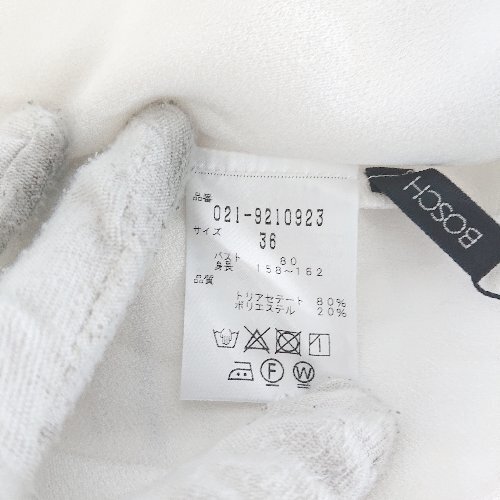 品番
021-9210923
サイズ
36
バスト 80
身長 158~162
品質
トリアセテート 80%
ポリエステル 20%
F W
BOSCH